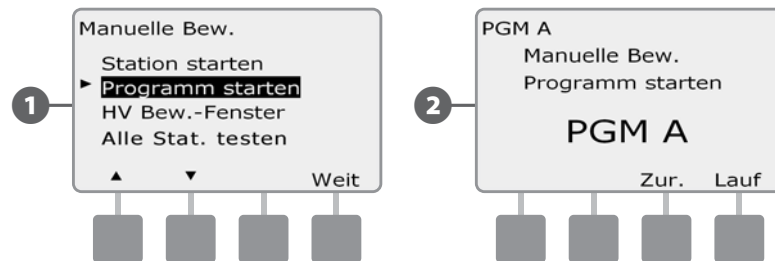 1
Manuelle Bew.
Station starten
► Programm starten
HV Bew.-Fenster
Alle Stat. testen
▲ ▼ Weit
2
PGM A
Manuelle Bew.
Programm starten
PGM A
Zur. Lauf